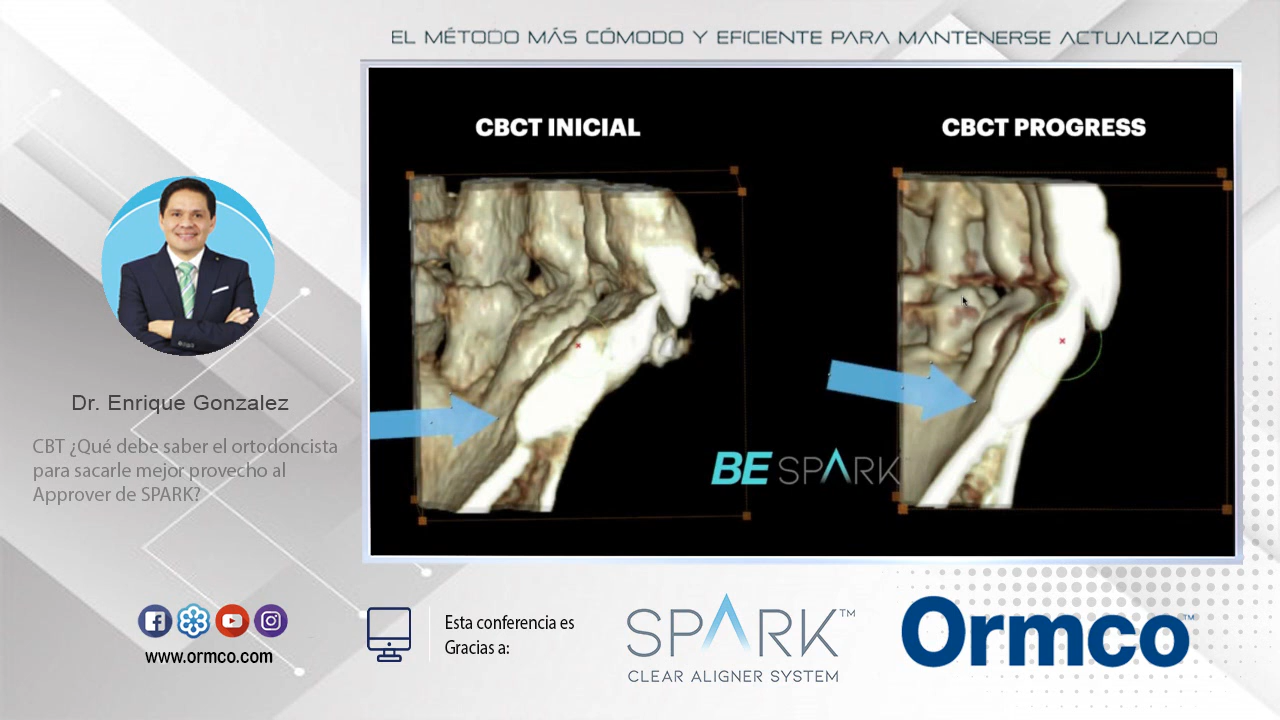 EL MÉTODO MÁS CÓMODO Y EFICIENTE PARA MANTENERSE ACTUALIZADO
CBCT INICIAL
CBCT PROGRESS
BE SPARK
Dr. Enrique Gonzalez
CBT ¿Qué debe saber el ortodoncista
para sacarle mejor provecho al
Approver de SPARK?
www.ormco.com
Esta conferencia es
Gracias a:
SPARK™
CLEAR ALIGNER SYSTEM
Ormco™